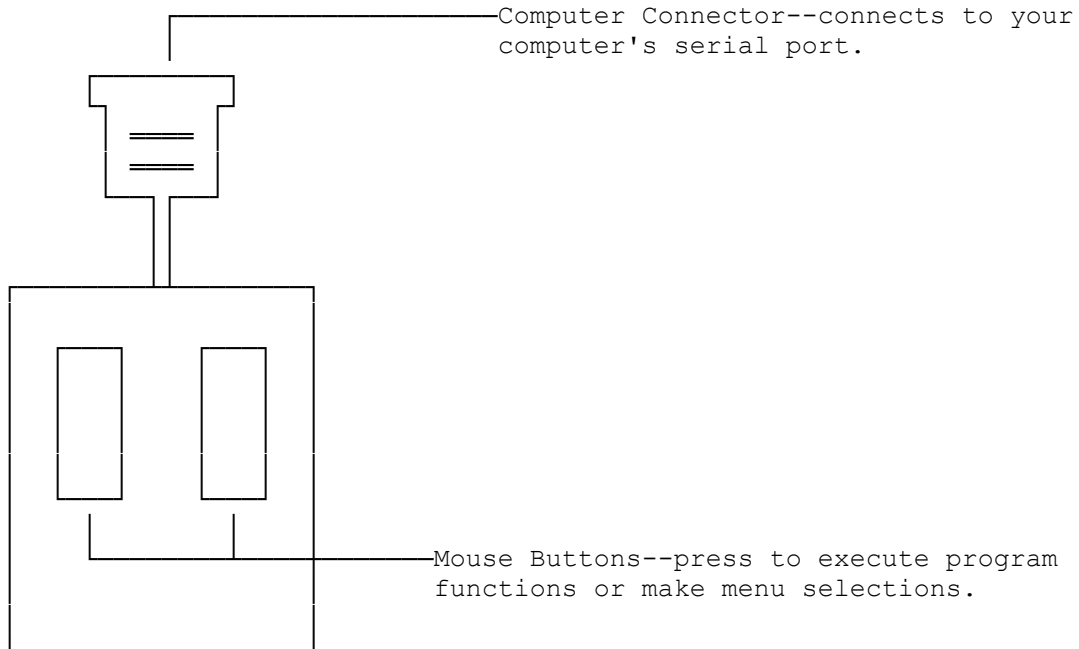 Computer Connector--connects to your
computer's serial port.
Mouse Buttons--press to execute program
functions or make menu selections.